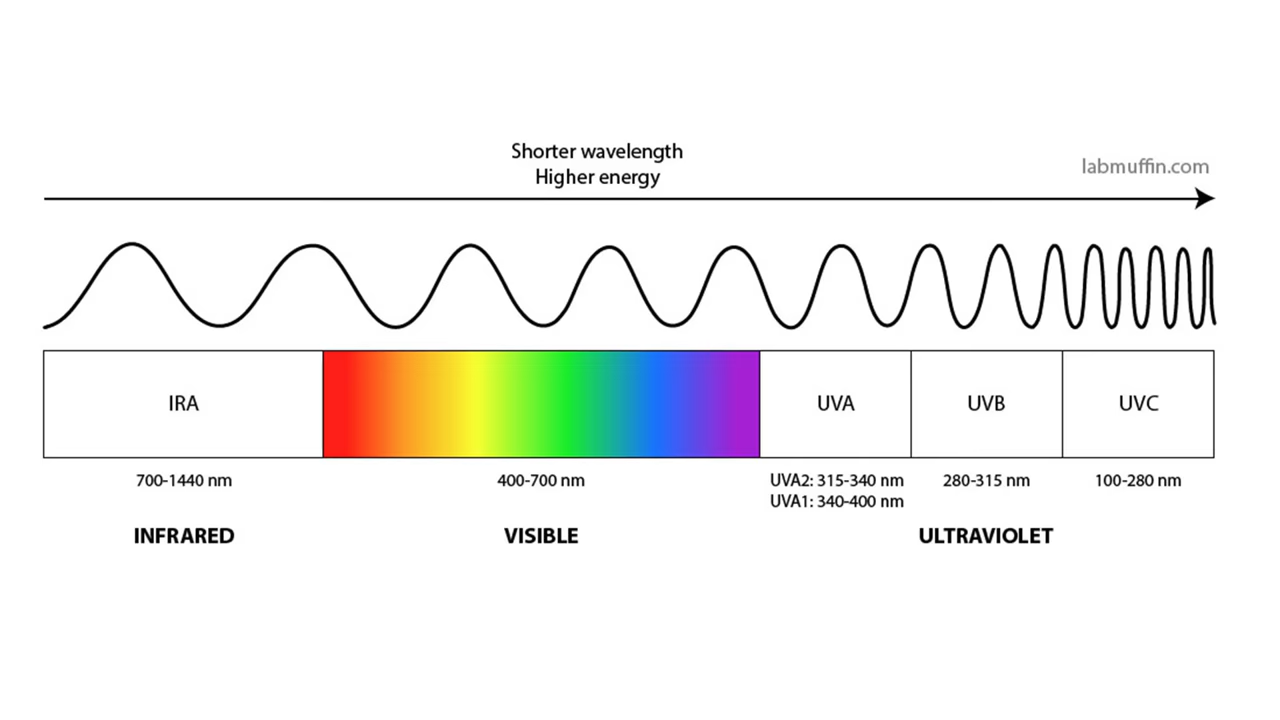 Shorter wavelength
Higher energy
labmuffin.com
IRA
UVA
UVB
UVC
700-1440 nm
400-700 nm
UVA2: 315-340 nm
UVA1: 340-400 nm
280-315 nm
100-280 nm
INFRARED
VISIBLE
ULTRAVIOLET